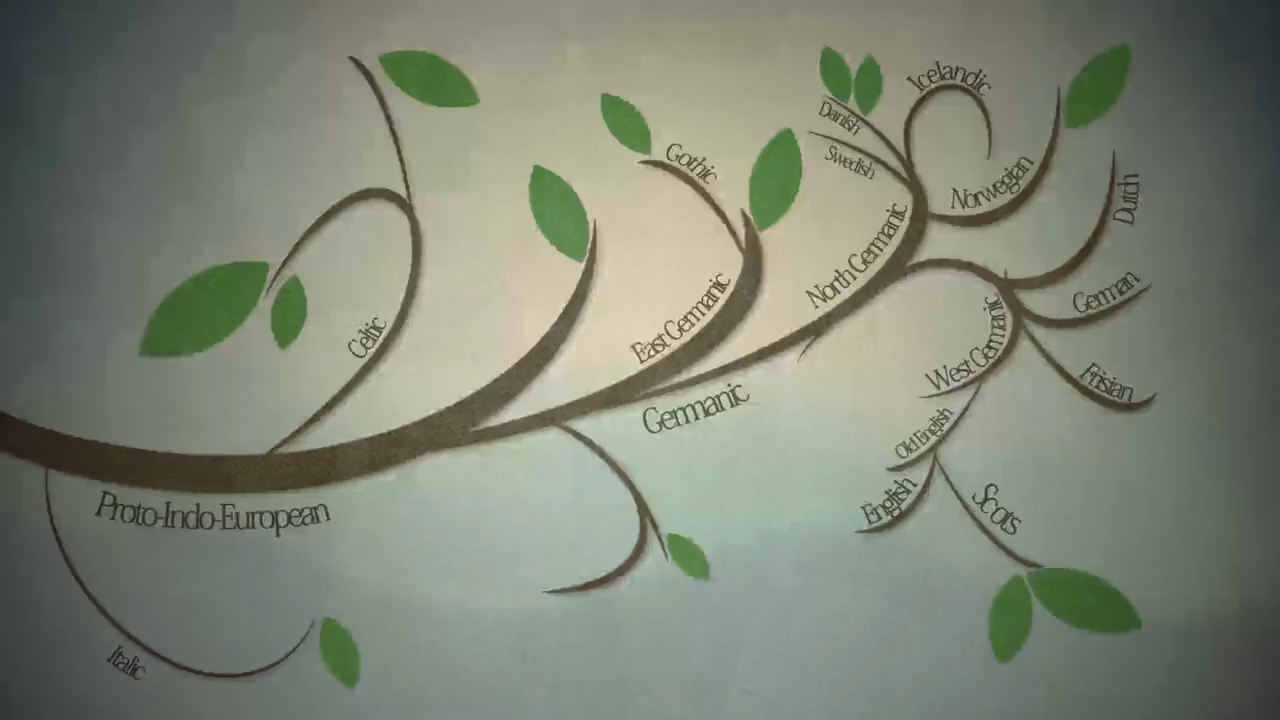 Proto-Indo-European
Italic
Celtic
Germanic
East Germanic
Gothic
North Germanic
Danish
Swedish
Icelandic
Norwegian
West Germanic
Dutch
German
Frisian
Old English
English
Scots